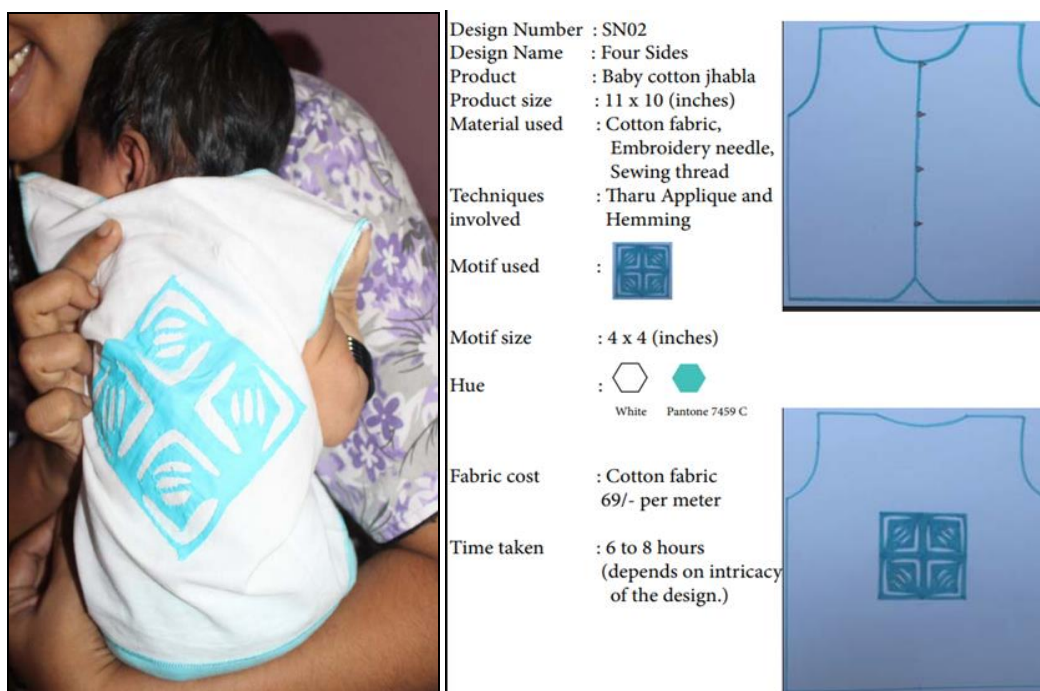 Design Number : SN02
Design Name : Four Sides
Product : Baby cotton jhabla
Product size : 11 x 10 (inches)
Material used : Cotton fabric,
Embroidery needle,
Sewing thread
Techniques : Tharu Applique and
involved Hemming
Motif used :
Motif size : 4 x 4 (inches)
Hue :
White Pantone 7459 C
Fabric cost : Cotton fabric
69/- per meter
Time taken : 6 to 8 hours
(depends on intricacy
of the design.)